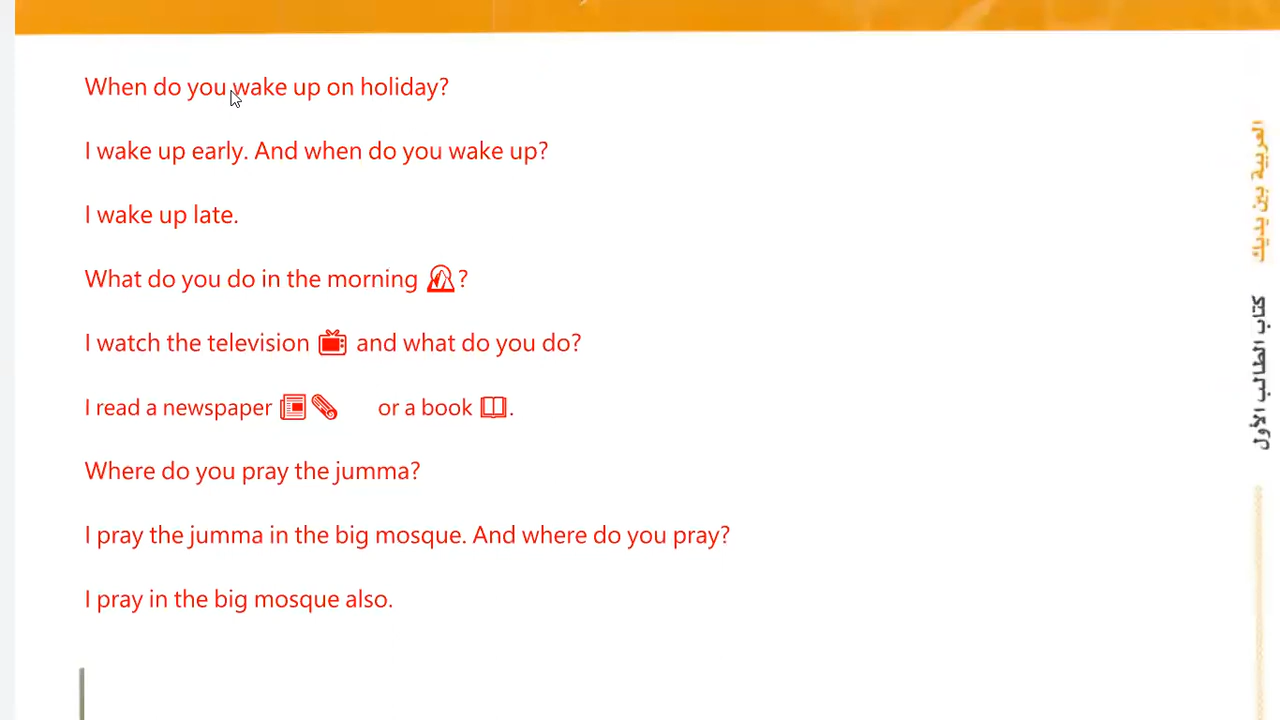 When do you wake up on holiday?
I wake up early. And when do you wake up?
I wake up late.
What do you do in the morning ?
I watch the television and what do you do?
I read a newspaper or a book .
Where do you pray the jumma?
I pray the jumma in the big mosque. And where do you pray?
I pray in the big mosque also.
العربية بين يديك
كتاب الطالب الأول